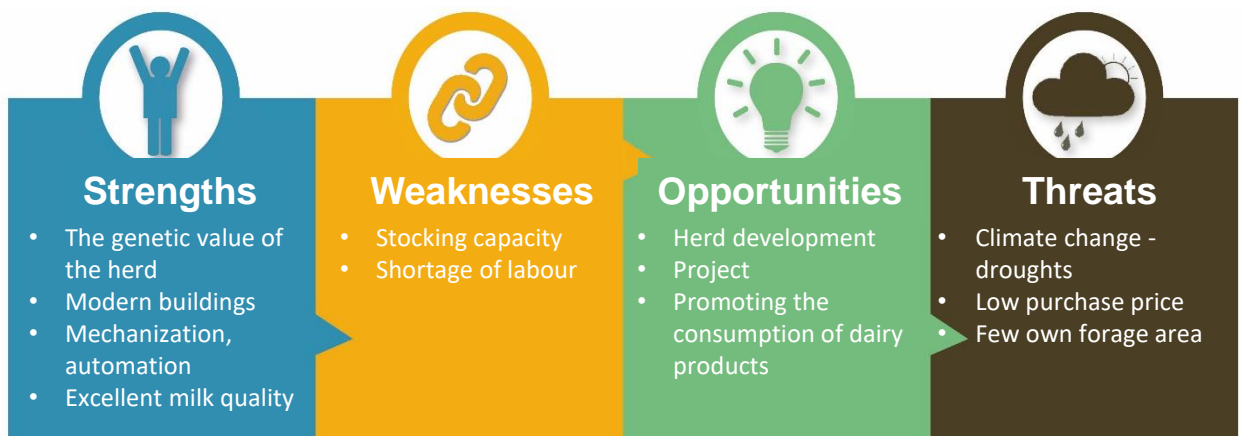 Strengths
• The genetic value of
the herd
• Modern buildings
• Mechanization,
automation
• Excellent milk quality
Weaknesses
• Stocking capacity
• Shortage of labour
Opportunities
• Herd development
• Project
• Promoting the
consumption of dairy
products
Threats
• Climate change -
droughts
• Low purchase price
• Few own forage area